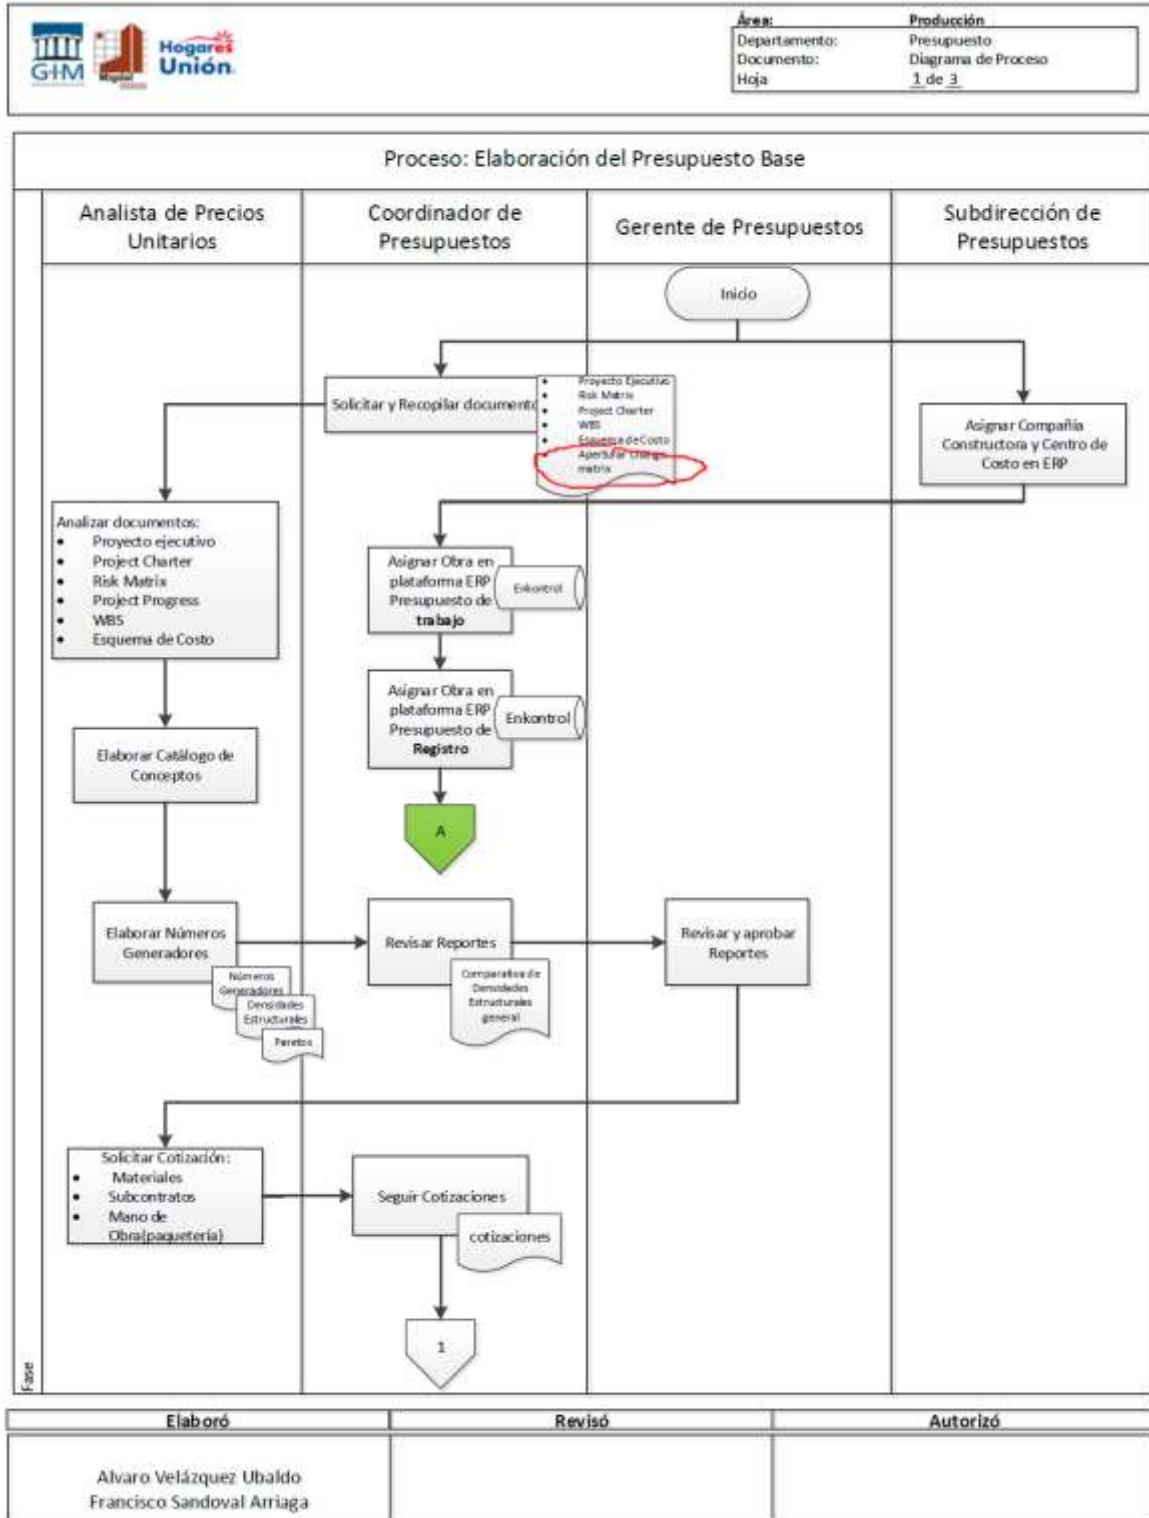 GIM
Migdal
Hogares
Unión
Área: Producción
Departamento: Presupuesto
Documento: Diagrama de Proceso
Hoja 1 de 3
Proceso: Elaboración del Presupuesto Base
Analista de Precios
Unitarios
Coordinador de
Presupuestos
Gerente de Presupuestos
Subdirección de
Presupuestos
Inicio
Solicitar y Recopilar documento
• Proyecto Ejecutivo
• Risk Matrix
• Project Charter
• WBS
• Esquema de Costo
• Aperturar Change
matrix
Asignar Compañía
Constructora y Centro de
Costo en ERP
Analizar documentos:
• Proyecto ejecutivo
• Project Charter
• Risk Matrix
• Project Progress
• WBS
• Esquema de Costo
Asignar Obra en
plataforma ERP
Presupuesto de
trabajo
Enkontrol
Asignar Obra en
plataforma ERP
Presupuesto de
Registro
Enkontrol
Elaborar Catálogo de
Conceptos
A
Elaborar Números
Generadores
Números
Generadores
Densidades
Estructurales
Paretos
Revisar Reportes
Comparativa de
Densidades
Estructurales
general
Revisar y aprobar
Reportes
Solicitar Cotización:
• Materiales
• Subcontratos
• Mano de
Obra(paquetería)
Seguir Cotizaciones
cotizaciones
1
Fase
Elaboró
Revisó
Autorizó
Alvaro Velázquez Ubaldo
Francisco Sandoval Arriaga